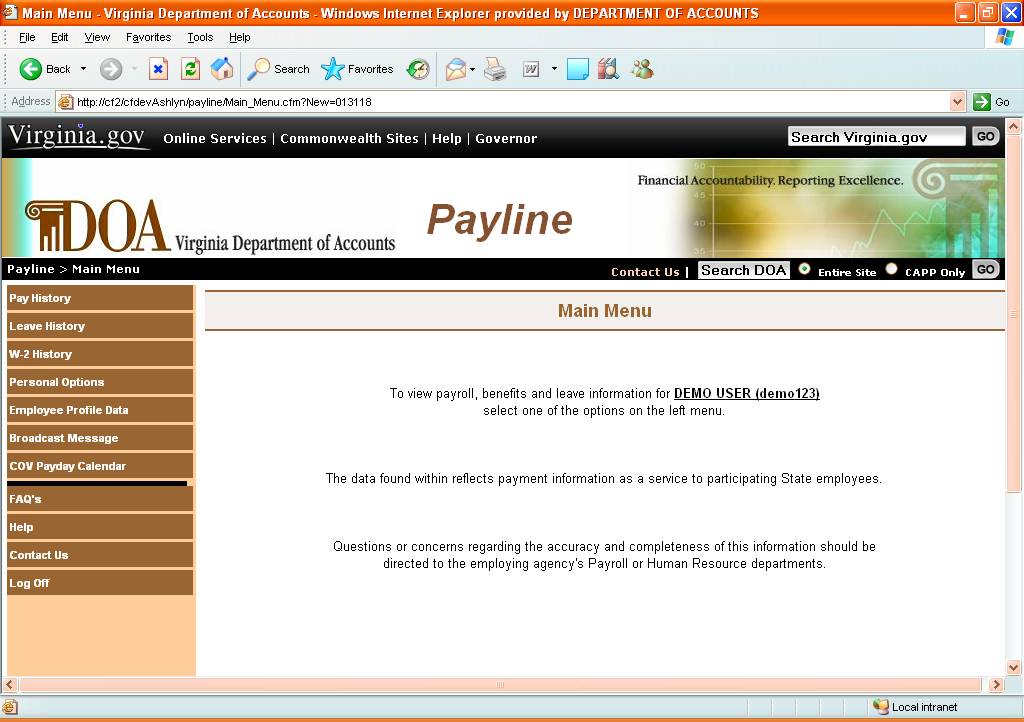 Main Menu - Virginia Department of Accounts - Windows Internet Explorer provided by DEPARTMENT OF ACCOUNTS
File Edit View Favorites Tools Help
Back Search Favorites
Address http://cf2/cfdevAshlyn/payline/Main_Menu.cfm?New=013118 Go
Virginia.gov Online Services | Commonwealth Sites | Help | Governor Search Virginia.gov GO
Financial Accountability. Reporting Excellence.
DOA Virginia Department of Accounts Payline
50
45
40
35
Payline > Main Menu Contact Us | Search DOA Entire Site CAPP Only GO
Pay History
Leave History
W-2 History
Personal Options
Employee Profile Data
Broadcast Message
COV Payday Calendar
FAQ's
Help
Contact Us
Log Off
Main Menu
To view payroll, benefits and leave information for DEMO USER (demo123)
select one of the options on the left menu.
The data found within reflects payment information as a service to participating State employees.
Questions or concerns regarding the accuracy and completeness of this information should be
directed to the employing agency's Payroll or Human Resource departments.
Local intranet